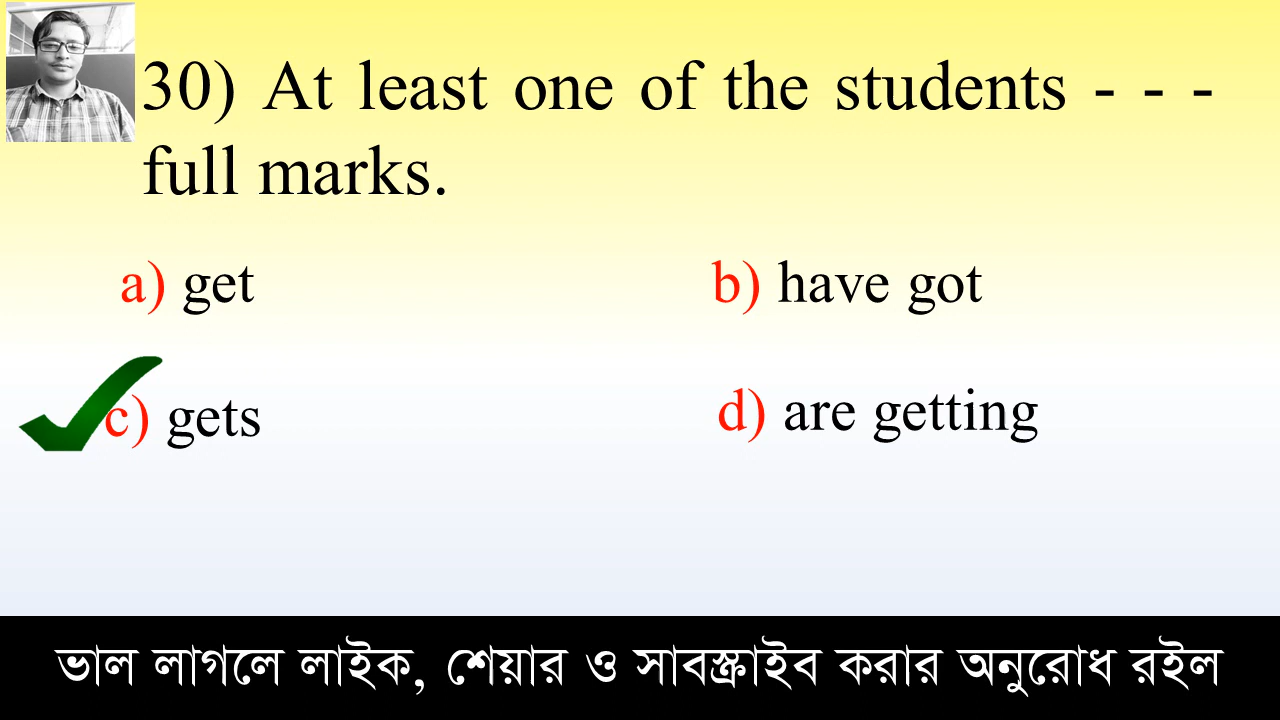 30) At least one of the students - - -
full marks.
a) get
b) have got
c) gets
d) are getting
ভাল লাগলে লাইক, শেয়ার ও সাবস্ক্রাইব করার অনুরোধ রইল